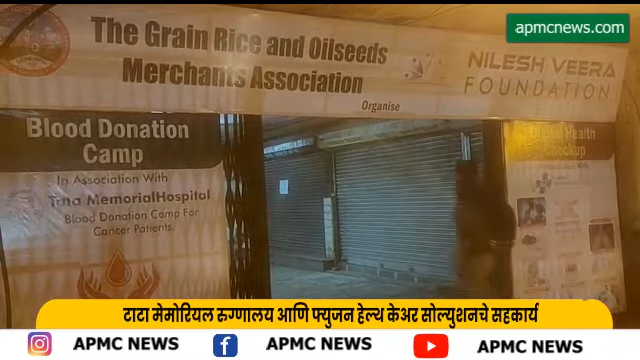 apmcnews.com
The Grain Rice and Oilseeds
Merchants Association
Organise
NILESH VEERA
FOUNDATION
Blood Donation
Camp
In Association With
Tata MemorialHospital
Blood Donation Camp For
Cancer Patients.
Health
Checkup
With
टाटा मेमोरियल रुग्णालय आणि फ्युजन हेल्थ केअर सोल्युशनचे सहकार्य
APMC NEWS
APMC NEWS
APMC NEWS